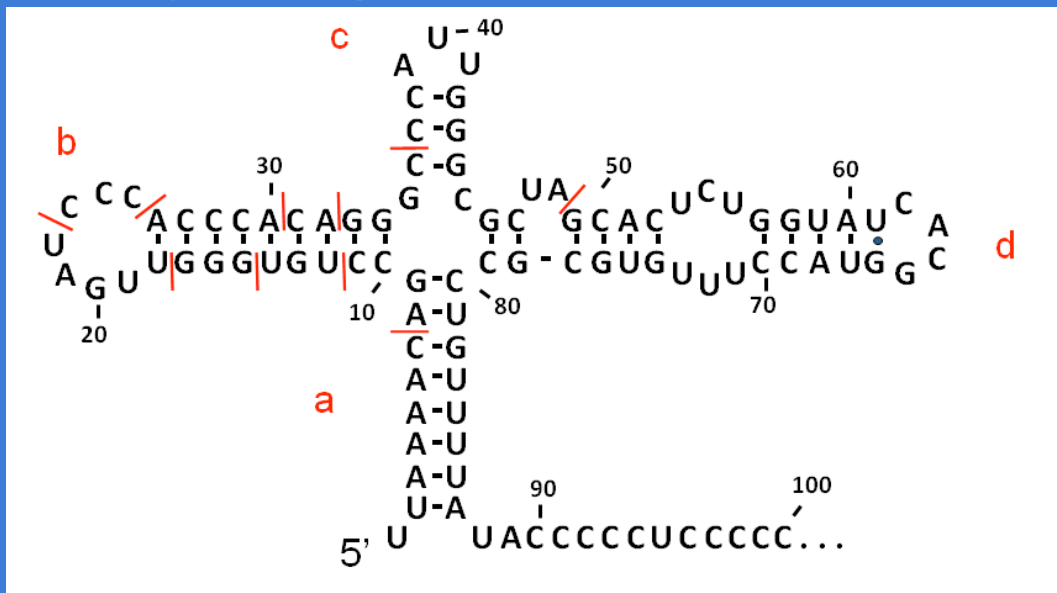 c
U - 40
A U
C-G
C-G
C-G
G C
b
30
C C C
A C C C A C A G G
U
U G G G U G U C C
A G U
20
10
G C U A G C A C U C U G G U A U C A
50
60
C G - C G U G U U U C C A U G G C
70
80
d
G-C
A-U
C-G
A-U
A-U
A-U
A-U
U-A
a
5' U
U A C C C C C U C C C C C . . .
90
100